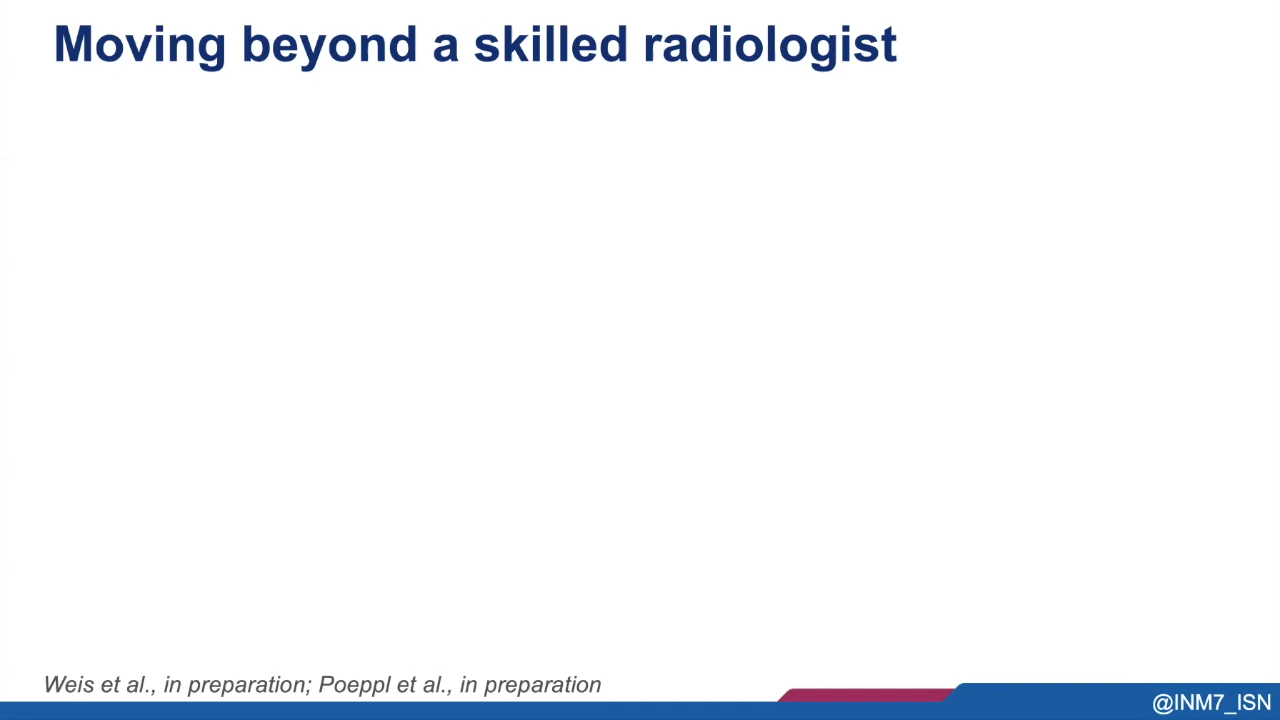 Moving beyond a skilled radiologist
Weis et al., in preparation; Poeppl et al., in preparation
@INM7_ISN